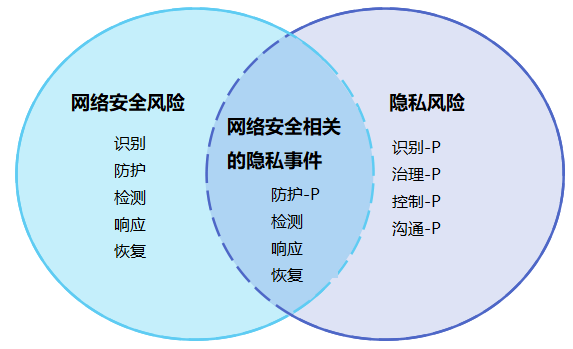 网络安全风险
识别
防护
检测
响应
恢复
网络安全相关
的隐私事件
防护-P
检测
响应
恢复
隐私风险
识别-P
治理-P
控制-P
沟通-P